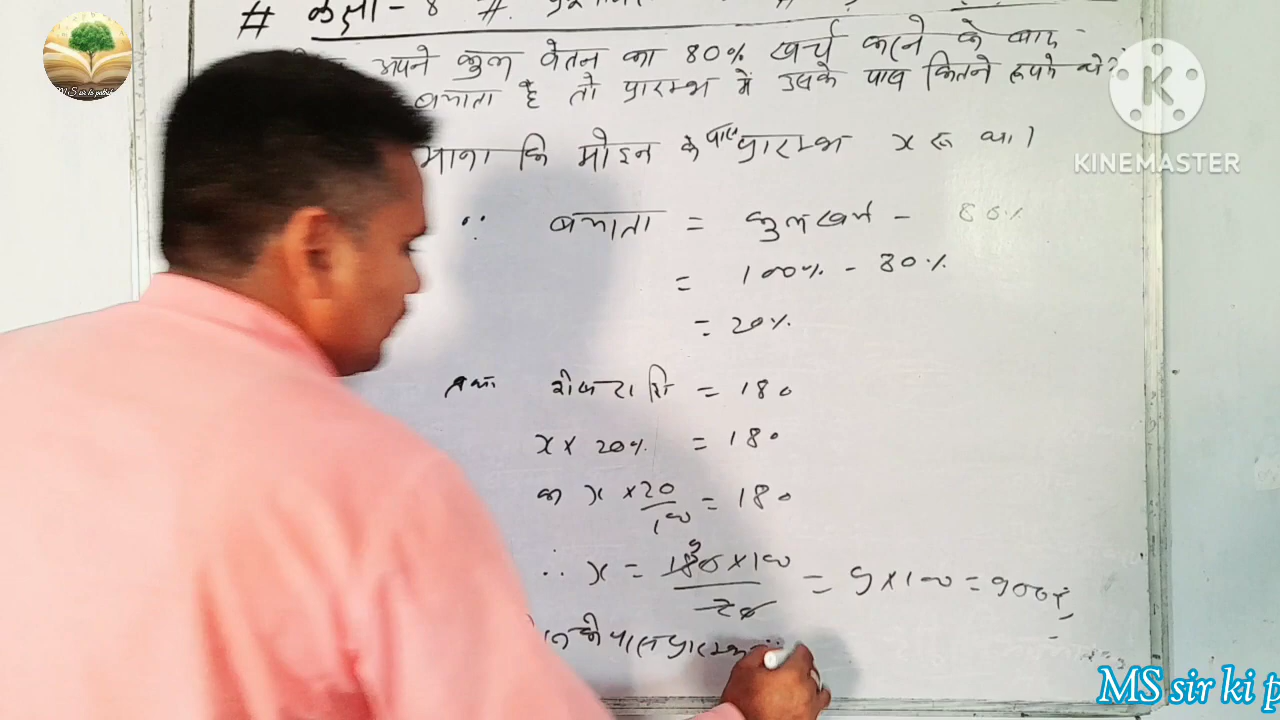 # कक्षा - 8 #
अपने कुल वेतन का 80% खर्च करने के बाद -
बचाता है तो प्रारम्भ में उसके पास कितने रूपये थे?
माना कि मोहन के पास प्रारम्भ x रू था।
∵ बचाता = कुल खर्च - 80%
= 100% - 80%
= 20%
शेष राशि = 180
x × 20% = 180
x × 20/100 = 180
∴ x = 180 × 100 / 20 = 9 × 100 = 900
के पास प्रारम्भ
KINEMASTER
MS sir ki p